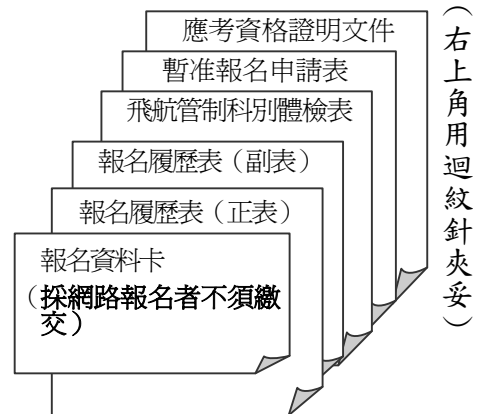 應考資格證明文件
暫准報名申請表
飛航管制科別體檢表
報名履歷表（副表）
報名履歷表（正表）
報名資料卡
（採網路報名者不須繳
交）
（右上角用迴紋針夾妥）